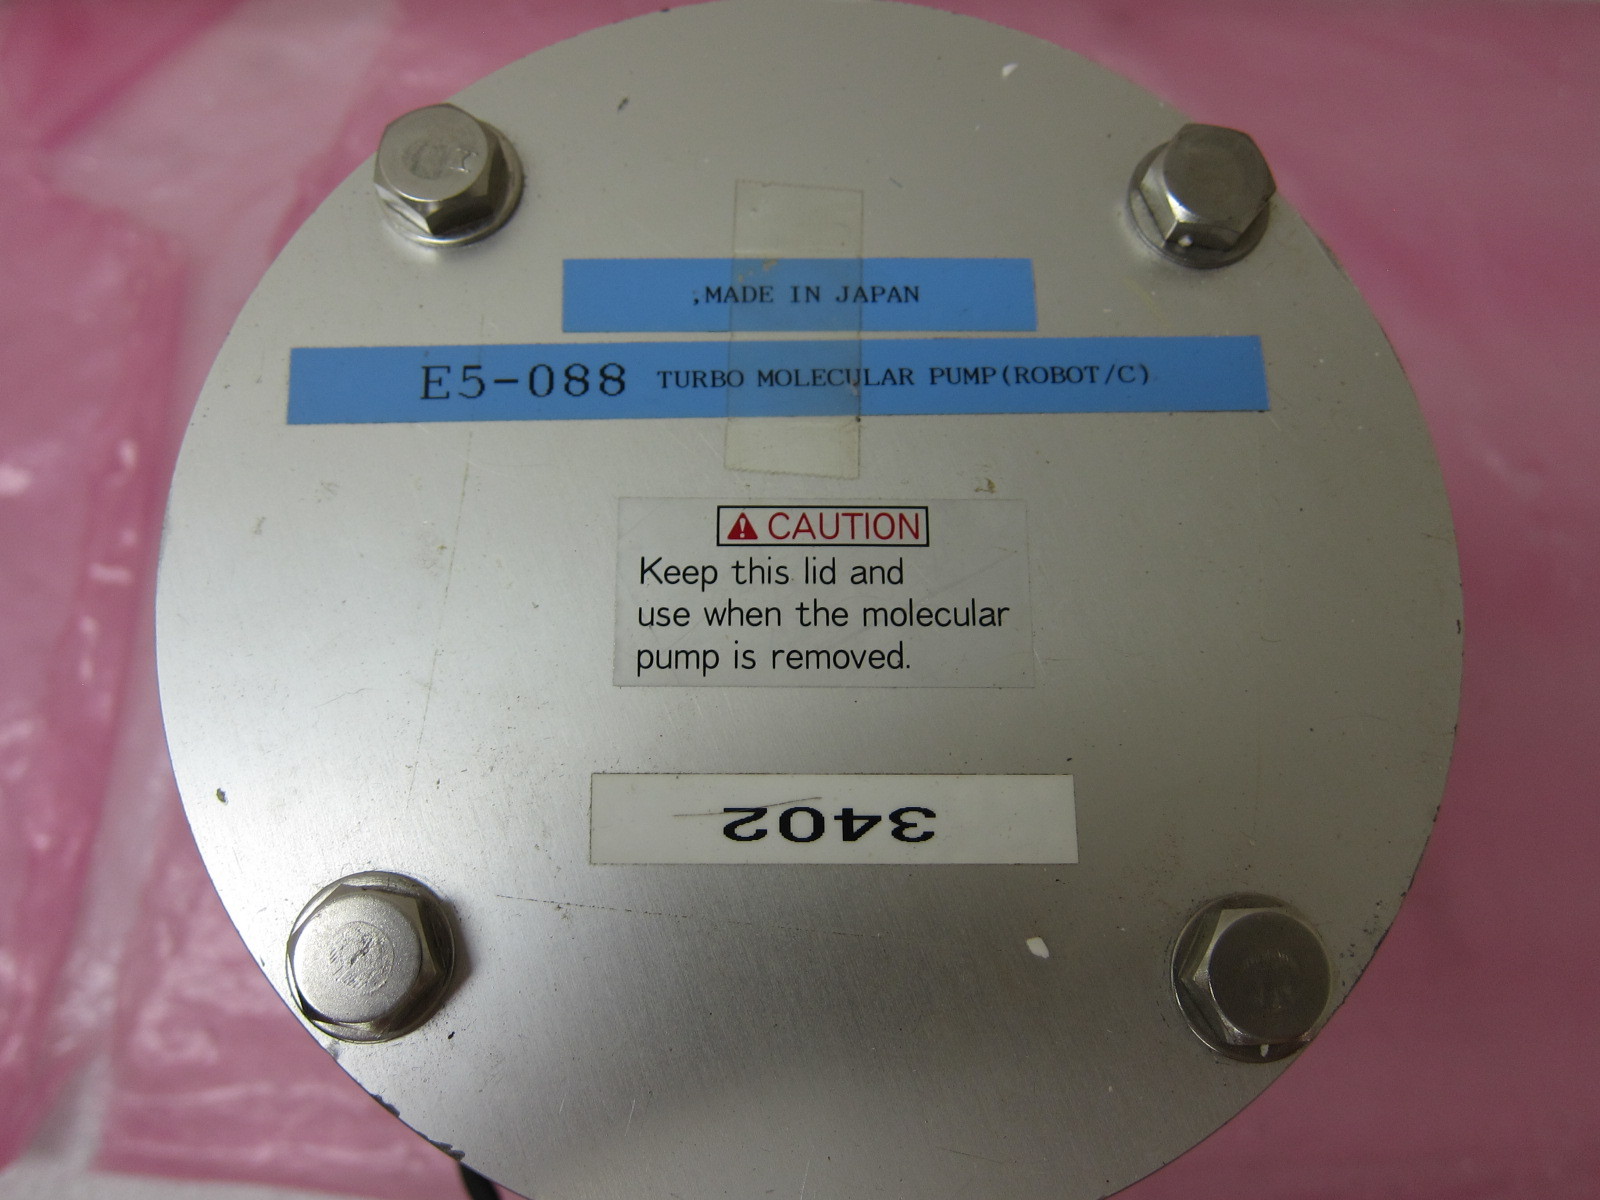 ,MADE IN JAPAN
E5-088 TURBO MOLECULAR PUMP(ROBOT/C)
CAUTION
Keep this lid and
use when the molecular
pump is removed.
3402